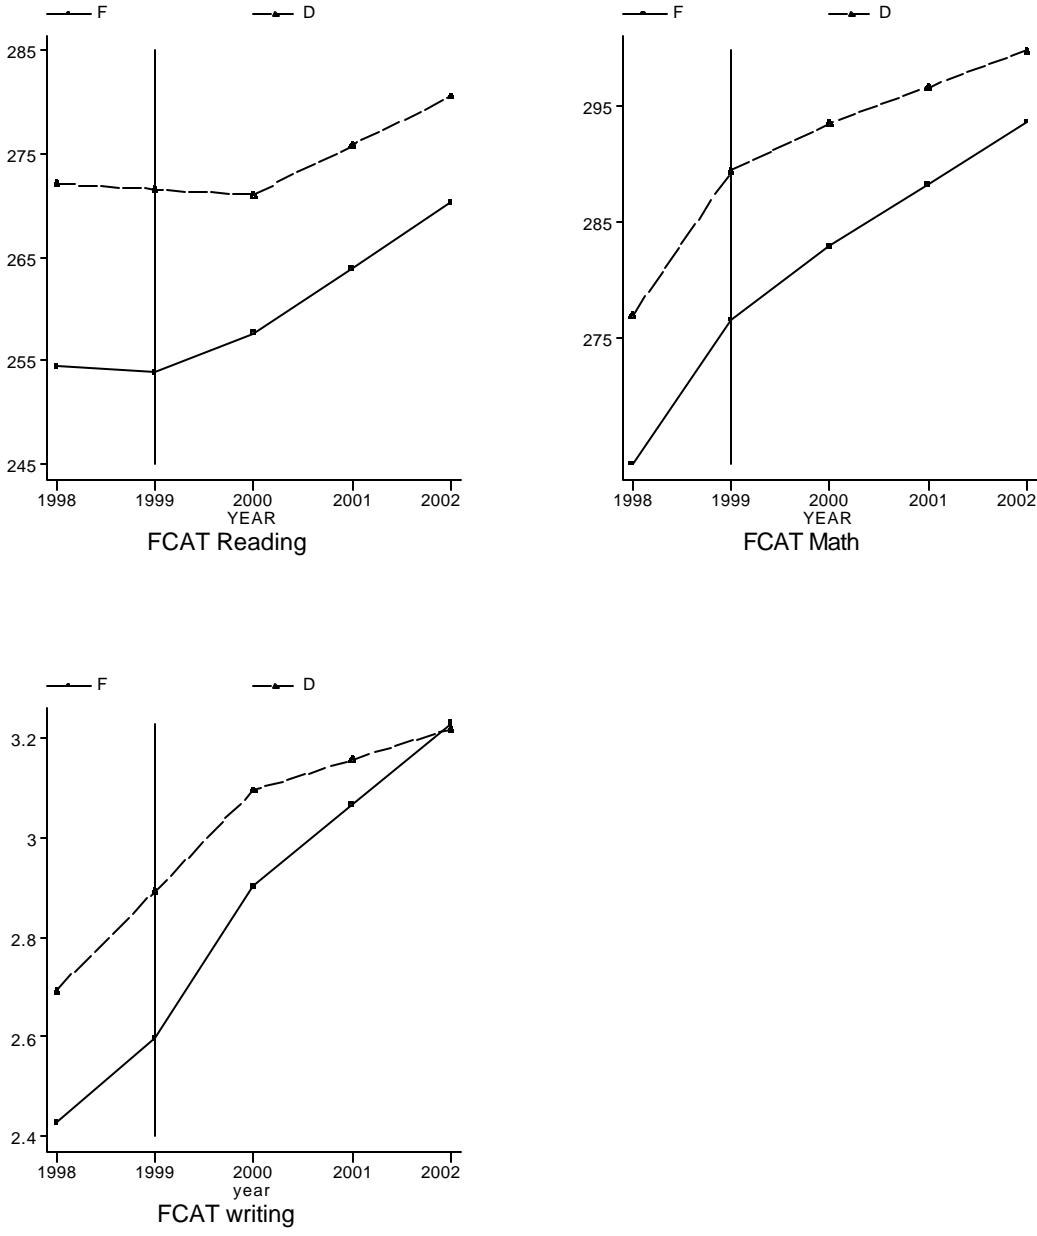 F D
285
275
265
255
245
1998 1999 2000 2001 2002
YEAR
FCAT Reading
F D
295
285
275
1998 1999 2000 2001 2002
YEAR
FCAT Math
F D
3.2
3
2.8
2.6
2.4
1998 1999 2000 2001 2002
year
FCAT writing